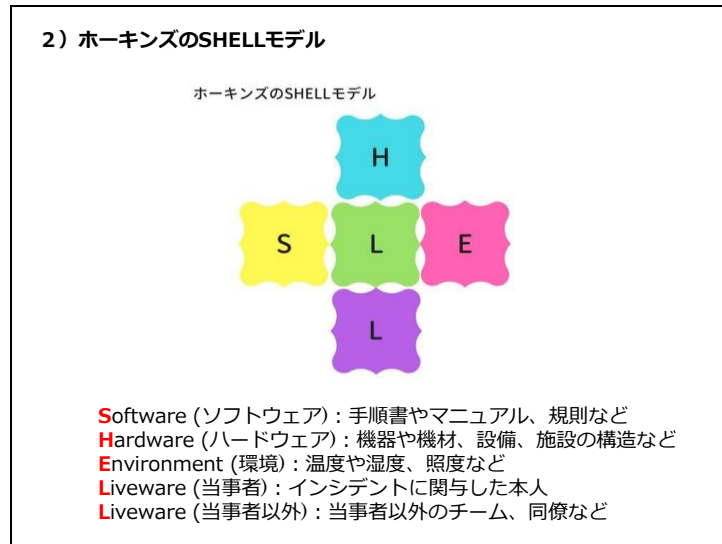 2）ホーキンズのSHELLモデル
ホーキンズのSHELLモデル
H
S L E
L
Software (ソフトウェア)：手順書やマニュアル、規則など
Hardware (ハードウェア)：機器や機材、設備、施設の構造など
Environment (環境)：温度や湿度、照度など
Liveware (当事者)：インシデントに関与した本人
Liveware (当事者以外)：当事者以外のチーム、同僚など